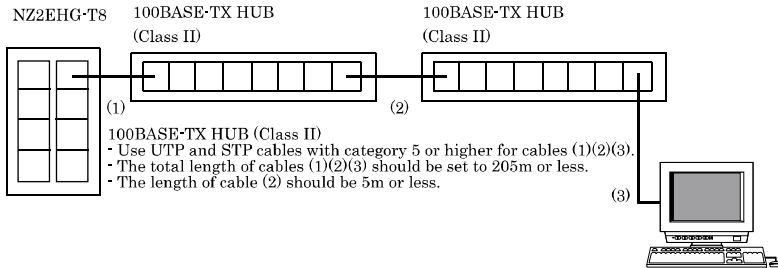 NZ2EHG-T8
100BASE-TX HUB
(Class II)
100BASE-TX HUB
(Class II)
(1)
(2)
100BASE-TX HUB (Class II)
- Use UTP and STP cables with category 5 or higher for cables (1)(2)(3).
- The total length of cables (1)(2)(3) should be set to 205m or less.
- The length of cable (2) should be 5m or less.
(3)